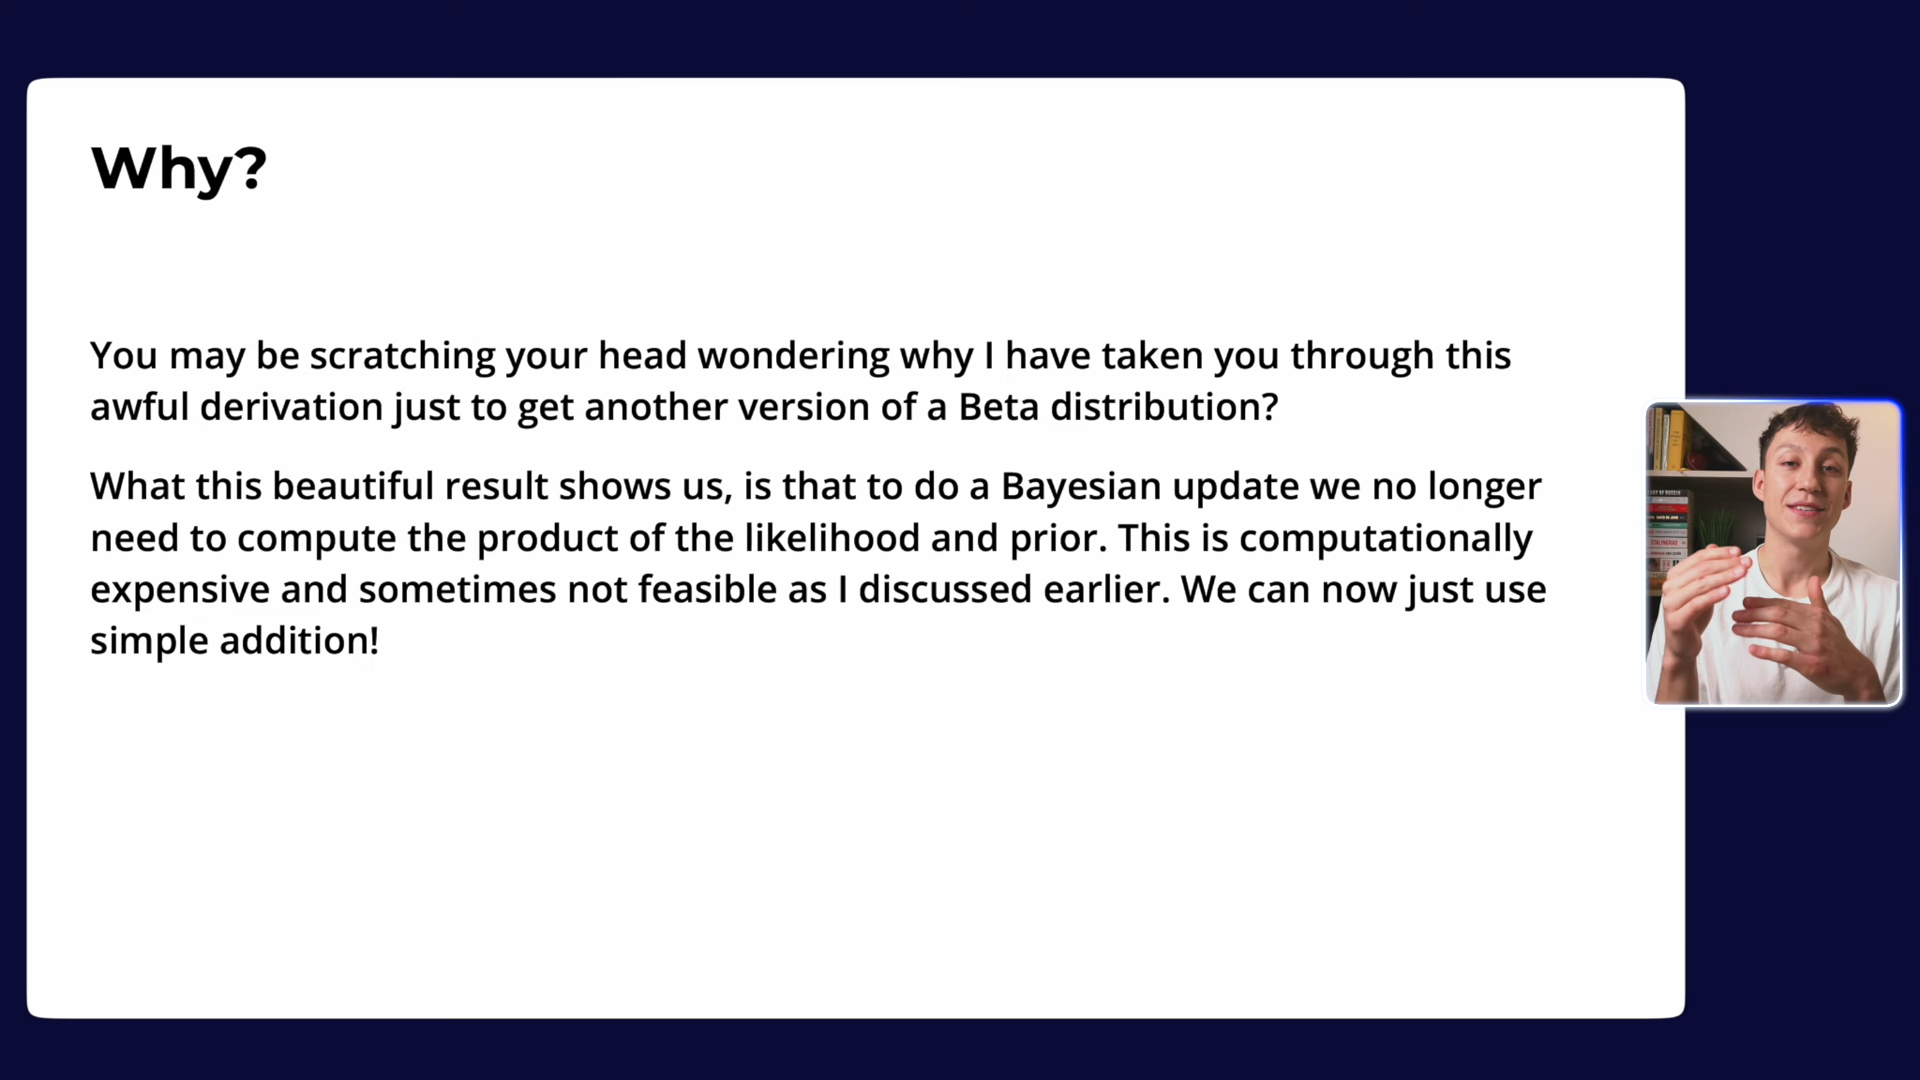 Why?
You may be scratching your head wondering why I have taken you through this
awful derivation just to get another version of a Beta distribution?
What this beautiful result shows us, is that to do a Bayesian update we no longer
need to compute the product of the likelihood and prior. This is computationally
expensive and sometimes not feasible as I discussed earlier. We can now just use
simple addition!